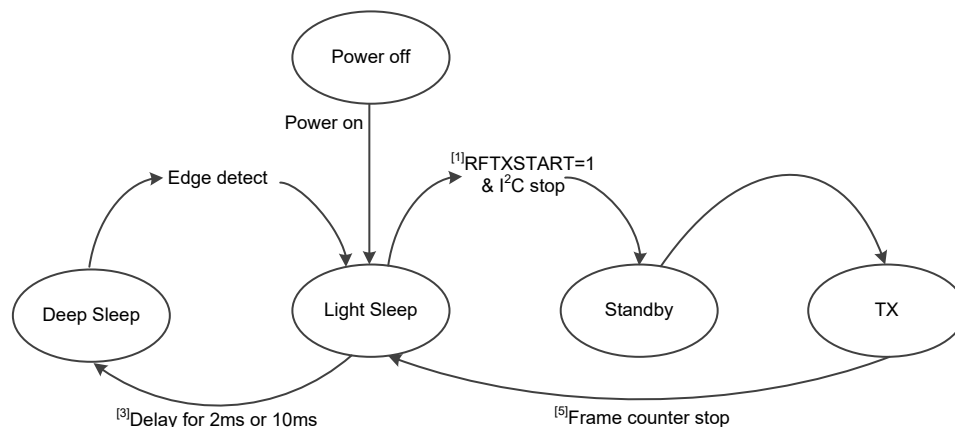 Power off
Power on
[1]RFTXSTART=1
& I²C stop
Edge detect
Deep Sleep
Light Sleep
Standby
TX
[3]Delay for 2ms or 10ms
[5]Frame counter stop